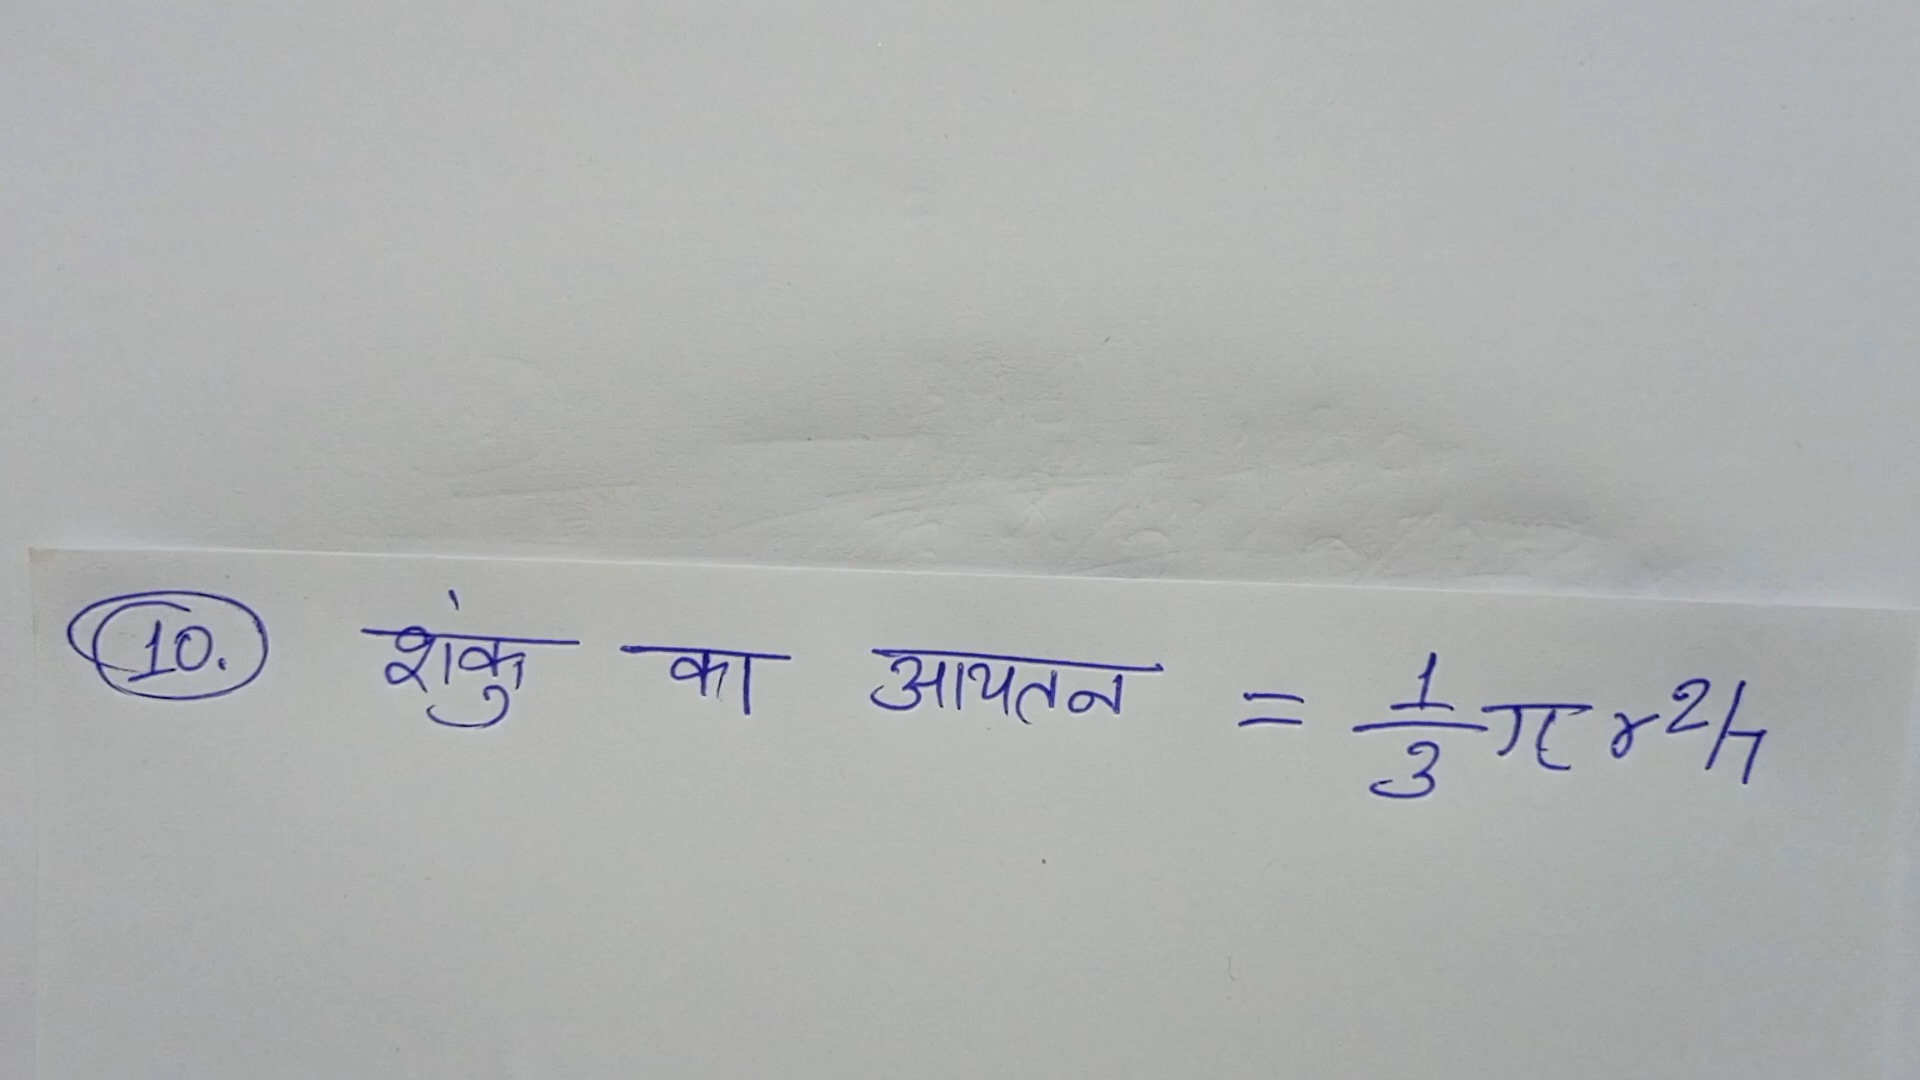 10. शंकु का आयतन = 1/3 πr²h